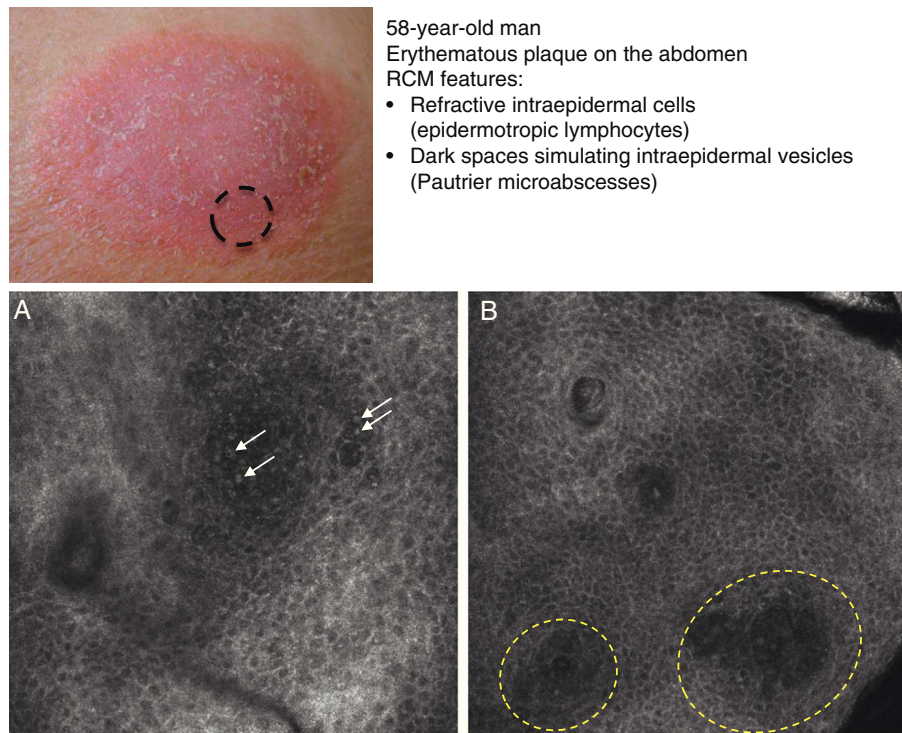 58-year-old man
Erythematous plaque on the abdomen
RCM features:
• Refractive intraepidermal cells
(epidermotropic lymphocytes)
• Dark spaces simulating intraepidermal vesicles
(Pautrier microabscesses)
A
B